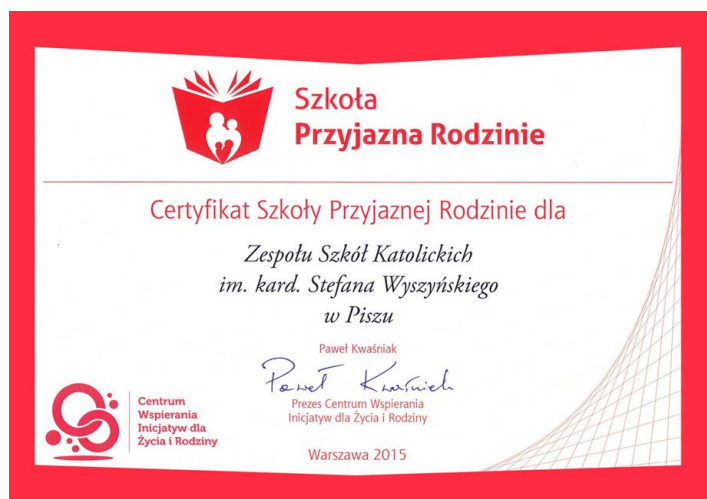 Szkoła
Przyjazna Rodzinie
Certyfikat Szkoły Przyjaznej Rodzinie dla
Zespołu Szkół Katolickich
im. kard. Stefana Wyszyńskiego
w Piszu
Paweł Kwaśniak
Paweł Kwaśniak
Prezes Centrum Wspierania
Inicjatyw dla Życia i Rodziny
Warszawa 2015
Centrum
Wspierania
Inicjatyw dla
Życia i Rodziny